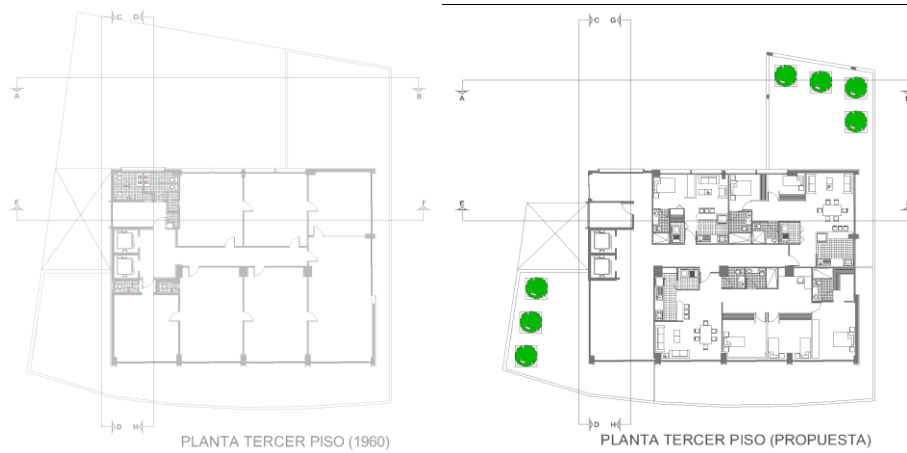 C G
A B
E F
D H
PLANTA TERCER PISO (1960)
C G
A
E
D H
PLANTA TERCER PISO (PROPUESTA)